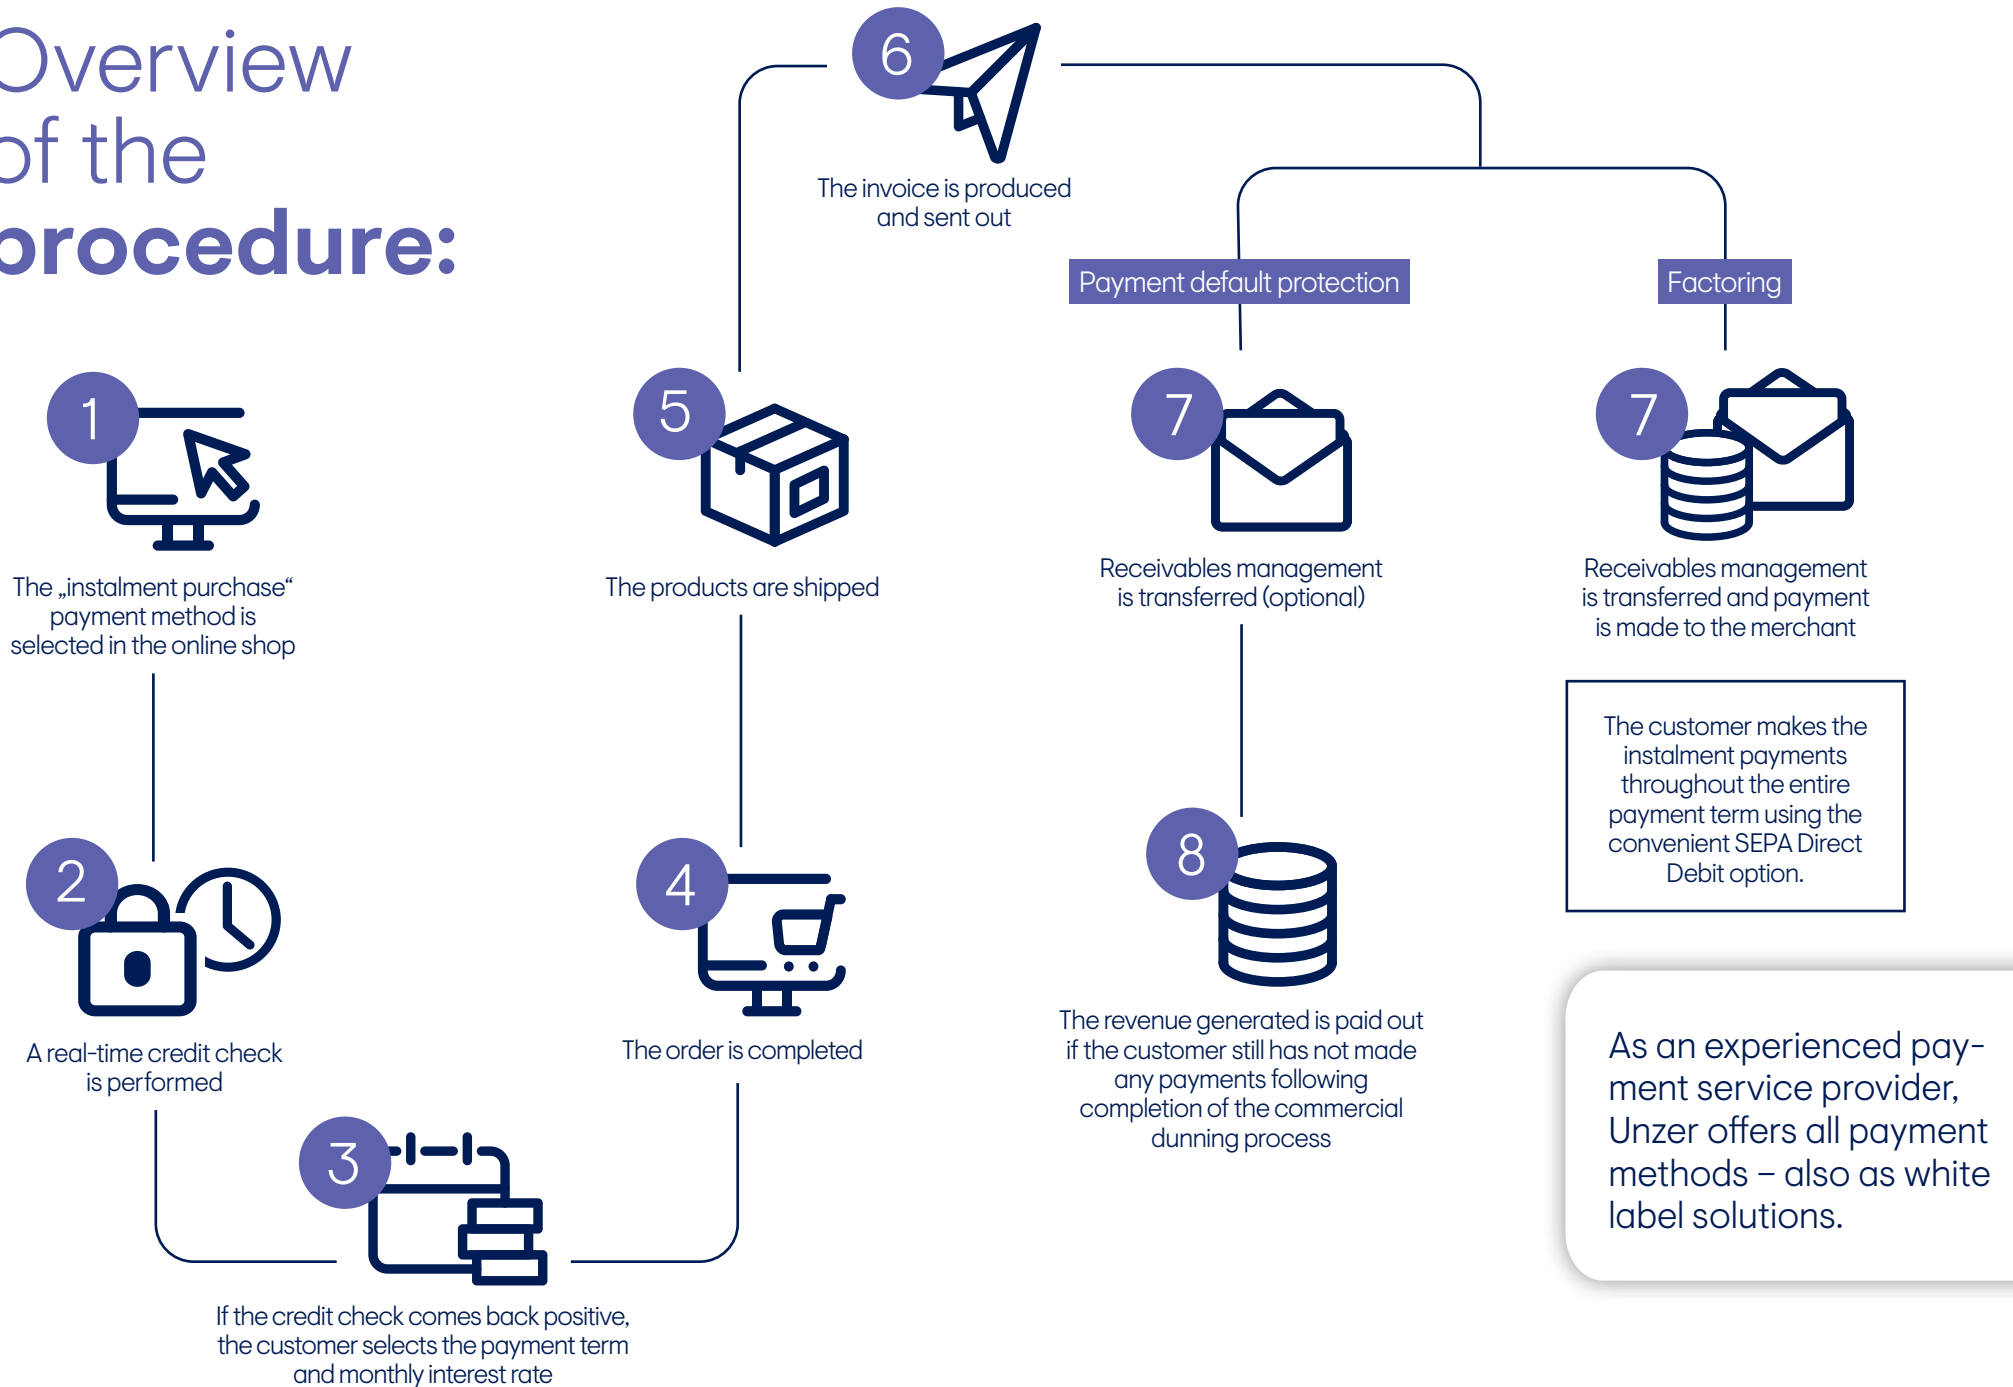 Overview
of the
procedure:
1
The „instalment purchase“
payment method is
selected in the online shop
2
A real-time credit check
is performed
3
If the credit check comes back positive,
the customer selects the payment term
and monthly interest rate
4
The order is completed
5
The products are shipped
6
The invoice is produced
and sent out
Payment default protection
7
Receivables management
is transferred (optional)
8
The revenue generated is paid out
if the customer still has not made
any payments following
completion of the commercial
dunning process
Factoring
7
Receivables management
is transferred and payment
is made to the merchant
The customer makes the
instalment payments
throughout the entire
payment term using the
convenient SEPA Direct
Debit option.
As an experienced pay-
ment service provider,
Unzer offers all payment
methods – also as white
label solutions.